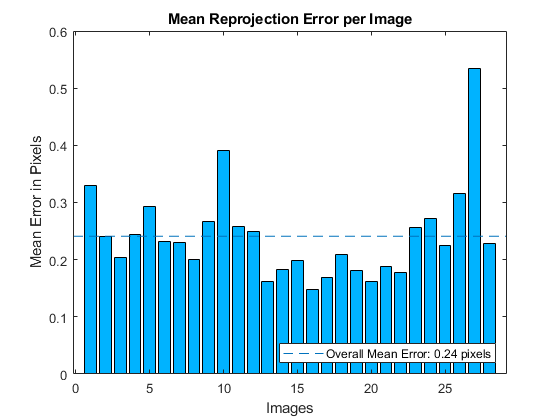 Mean Reprojection Error per Image
0.6
0.5
0.4
0.3
0.2
0.1
0
Mean Error in Pixels
Overall Mean Error: 0.24 pixels
0 5 10 15 20 25
Images